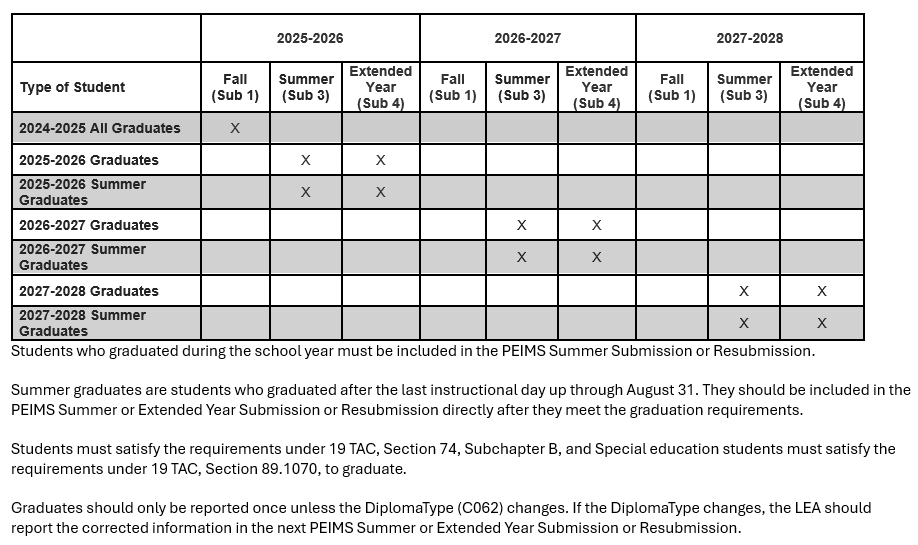 2025-2026 2026-2027 2027-2028
Type of Student Fall (Sub 1) Summer (Sub 3) Extended Year (Sub 4) Fall (Sub 1) Summer (Sub 3) Extended Year (Sub 4) Fall (Sub 1) Summer (Sub 3) Extended Year (Sub 4)
2024-2025 All Graduates X
2025-2026 Graduates X X
2025-2026 Summer Graduates X X
2026-2027 Graduates X X
2026-2027 Summer Graduates X X
2027-2028 Graduates X X
2027-2028 Summer Graduates X X
Students who graduated during the school year must be included in the PEIMS Summer Submission or Resubmission.
Summer graduates are students who graduated after the last instructional day up through August 31. They should be included in the
PEIMS Summer or Extended Year Submission or Resubmission directly after they meet the graduation requirements.
Students must satisfy the requirements under 19 TAC, Section 74, Subchapter B, and Special education students must satisfy the
requirements under 19 TAC, Section 89.1070, to graduate.
Graduates should only be reported once unless the DiplomaType (C062) changes. If the DiplomaType changes, the LEA should
report the corrected information in the next PEIMS Summer or Extended Year Submission or Resubmission.